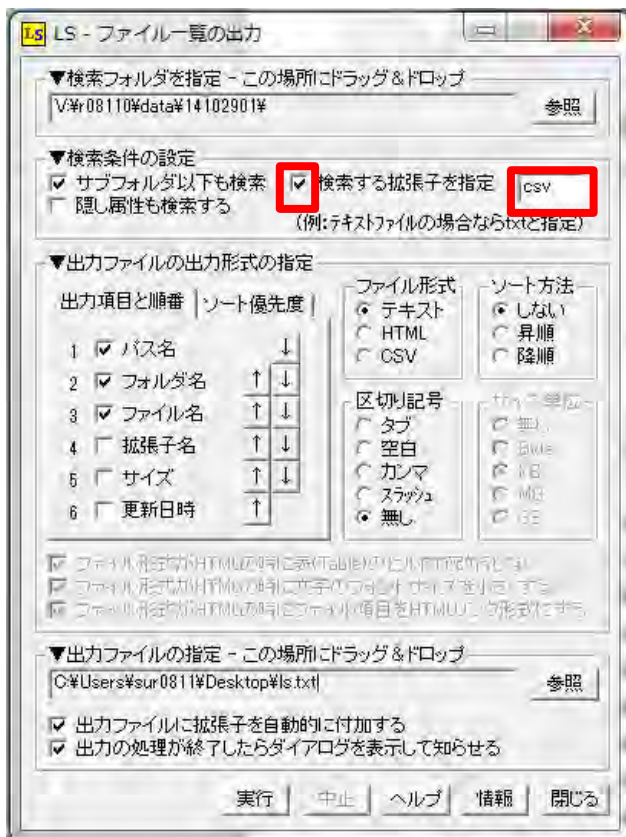 LS LS - ファイル一覧の出力
▼検索フォルダを指定 - この場所にドラッグ＆ドロップ
V:¥r08110¥data¥14102901¥ 参照
▼検索条件の設定
サブフォルダ以下も検索 検索する拡張子を指定 csv
隠し属性も検索する
(例:テキストファイルの場合ならtxtと指定)
▼出力ファイルの出力形式の指定
出力項目と順番 ソート優先度
1 パス名 ↓
2 フォルダ名 ↑ ↓
3 ファイル名 ↑ ↓
4 拡張子名 ↑ ↓
5 サイズ ↑ ↓
6 更新日時 ↑
ファイル形式
テキスト
HTML
CSV
ソート方法
しない
昇順
降順
区切り記号
タブ
空白
カンマ
スラッシュ
無し
サイズ単位
無し
Byte
KB
MB
GB
▼出力ファイルの指定 - この場所にドラッグ＆ドロップ
C:¥Users¥sur0811¥Desktop¥ls.txt 参照
出力ファイルに拡張子を自動的に付加する
出力の処理が終了したらダイアログを表示して知らせる
実行 中止 ヘルプ 情報 閉じる